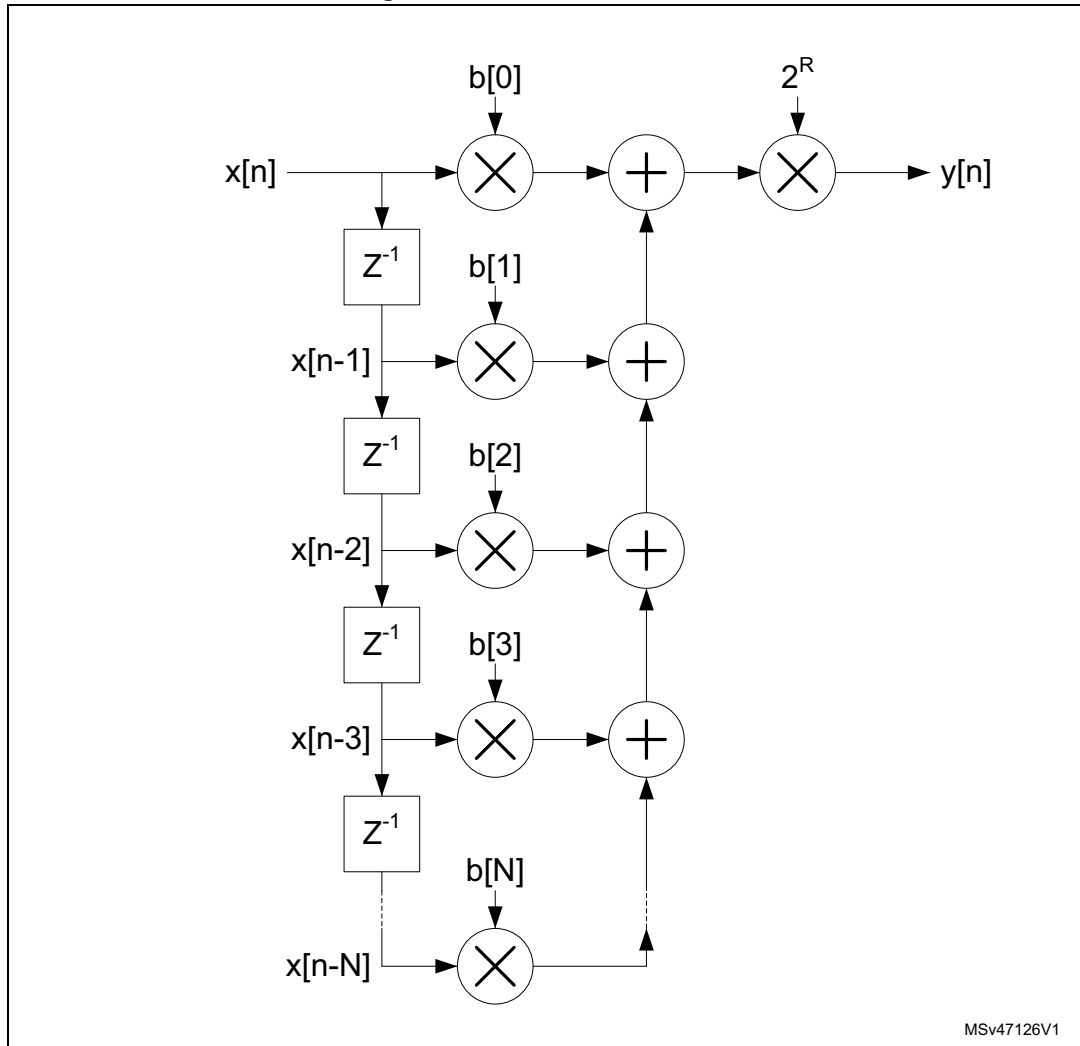 b[0]
2^R
x[n]
y[n]
Z^-1
b[1]
x[n-1]
Z^-1
b[2]
x[n-2]
Z^-1
b[3]
x[n-3]
Z^-1
b[N]
x[n-N]
MSv47126V1